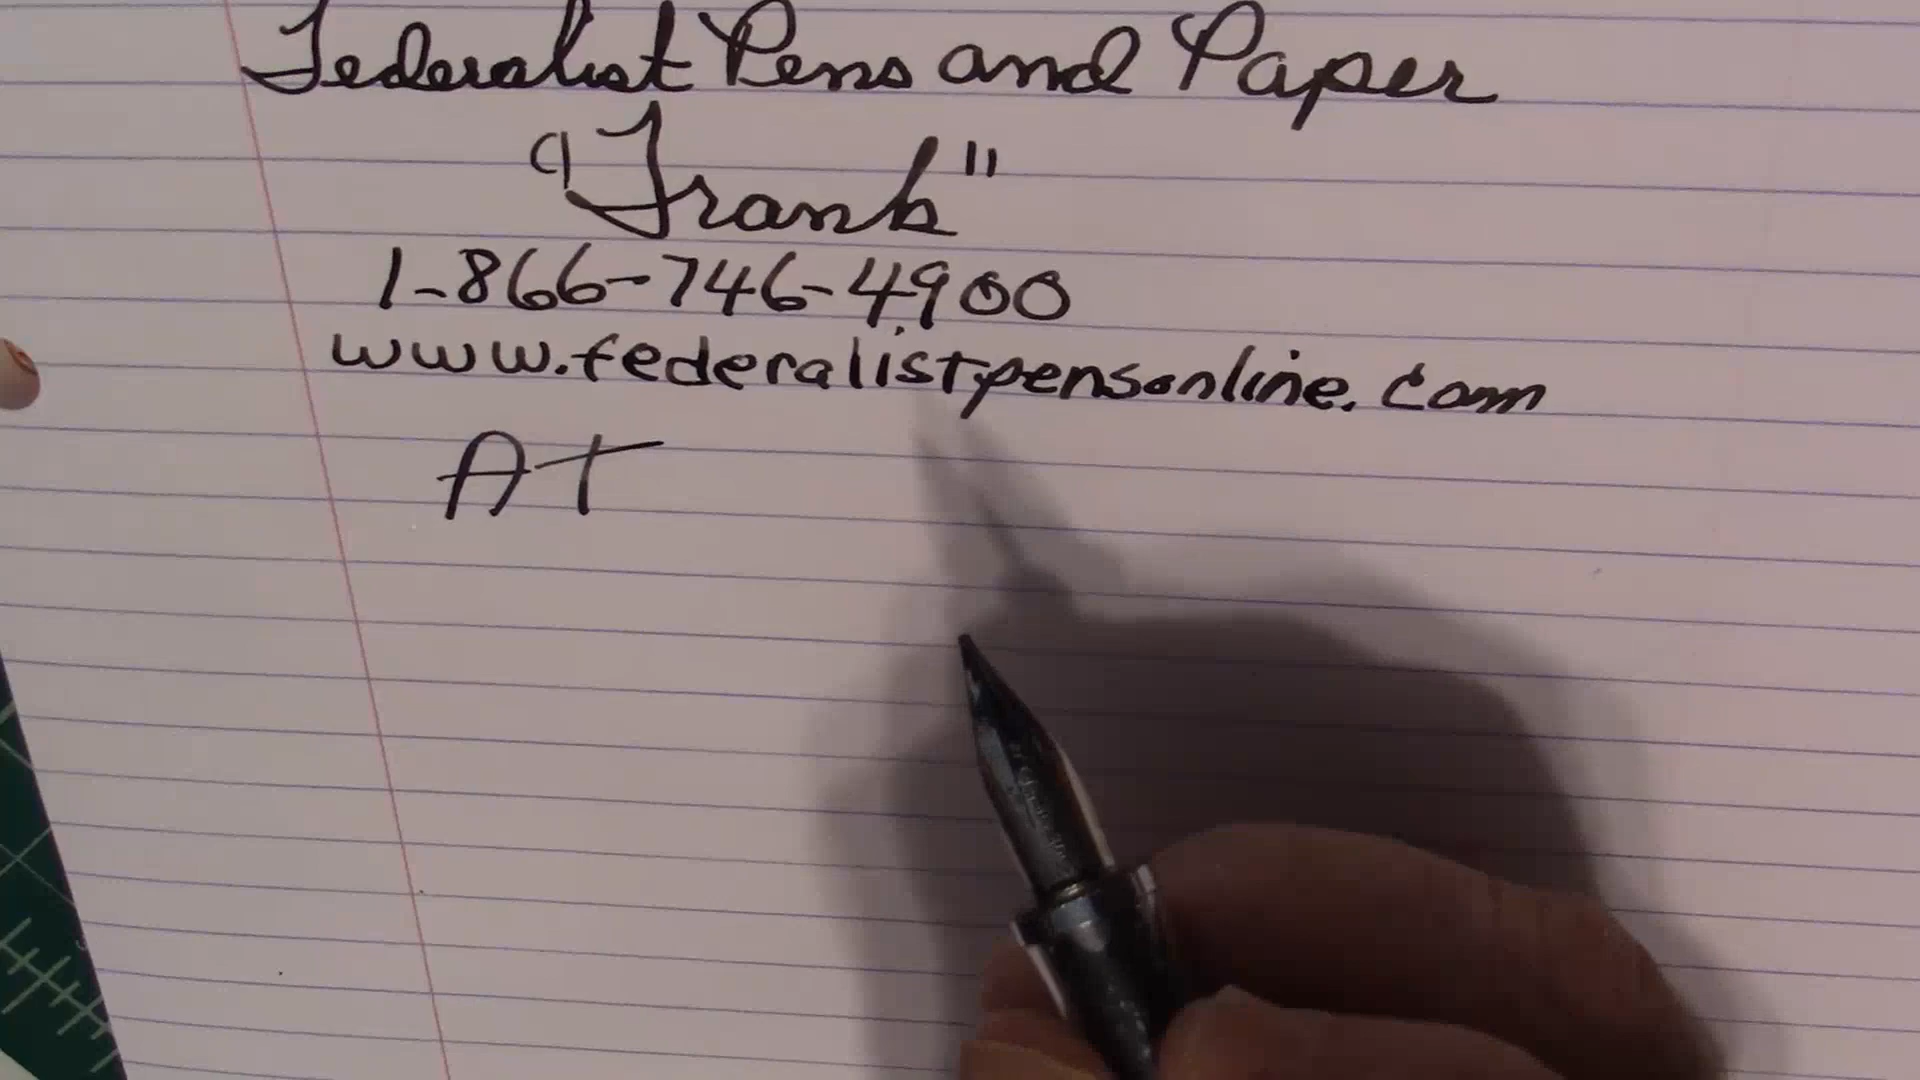 Federalist Pens and Paper
"Frank"
1-866-746-4900
www.federalistpensonline.com
AT